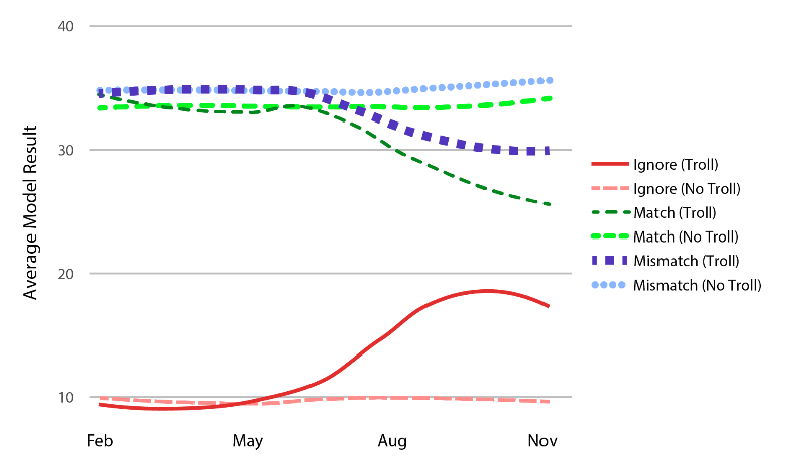 40
30
20
10
Average Model Result
Feb May Aug Nov
Ignore (Troll)
Ignore (No Troll)
Match (Troll)
Match (No Troll)
Mismatch (Troll)
Mismatch (No Troll)